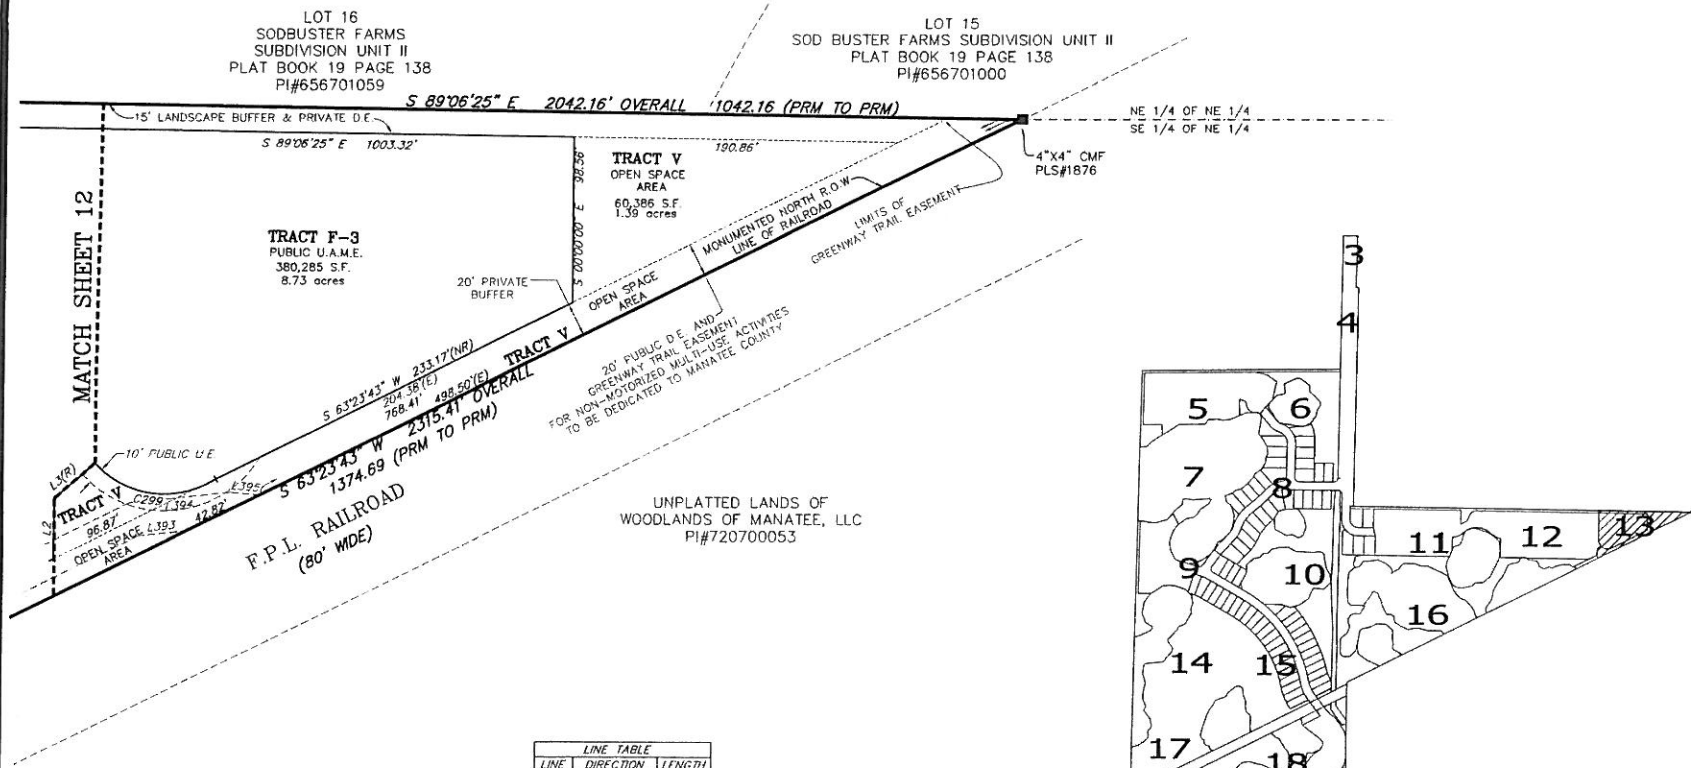 LOT 16
SODBUSTER FARMS
SUBDIVISION UNIT II
PLAT BOOK 19 PAGE 138
PI#656701059
LOT 15
SOD BUSTER FARMS SUBDIVISION UNIT II
PLAT BOOK 19 PAGE 138
PI#656701000
S 89°06'25" E 2042.16' OVERALL 1042.16 (PRM TO PRM)
NE 1/4 OF NE 1/4
SE 1/4 OF NE 1/4
15' LANDSCAPE BUFFER & PRIVATE D.E.
S 89°06'25" E 1003.32'
190.86'
4"X4" CMF
PLS#1876
TRACT V
OPEN SPACE
AREA
60,386 S.F.
1.39 acres
S 00°00'00" E 98.56
MATCH SHEET 12
TRACT F-3
PUBLIC U.A.M.E.
380,285 S.F.
8.73 acres
MONUMENTED NORTH R.O.W
LINE OF RAILROAD
LIMITS OF
GREENWAY TRAIL EASEMENT
20' PRIVATE
BUFFER
OPEN SPACE
AREA
20' PUBLIC D.E. AND
GREENWAY TRAIL EASEMENT
FOR NON-MOTORIZED MULTI-USE ACTIVITIES
TO BE DEDICATED TO MANATEE COUNTY
S 63°23'43" W 233.17'(NR)
204.38'(E)
768.41' 498.50'(E)
TRACT V
S 63°23'43" W 2315.41' OVERALL
1374.69 (PRM TO PRM)
F.P.L. RAILROAD
(80' WIDE)
10' PUBLIC U.E.
L3(R)
TRACT V
C299
L394
L395
L2
96.87'
L393
42.82'
OPEN SPACE
AREA
UNPLATTED LANDS OF
WOODLANDS OF MANATEE, LLC
PI#720700053
LINE TABLE
LINE DIRECTION LENGTH
3
4
5
6
7
8
9
10
11
12
13
14
15
16
17
18